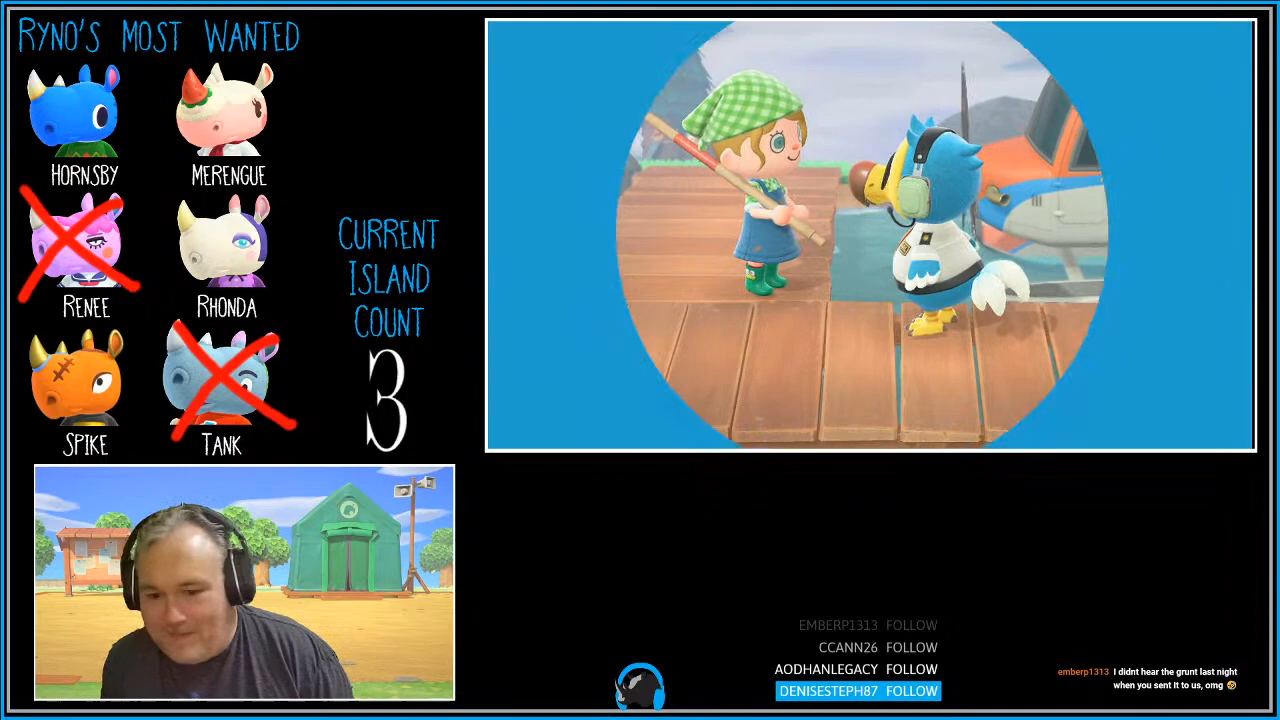 RYNO'S MOST WANTED
HORNSBY
MERENGUE
RENEE
RHONDA
SPIKE
TANK
CURRENT
ISLAND
COUNT
3
EMBERP1313 FOLLOW
CCANN26 FOLLOW
AODHANLEGACY FOLLOW
DENISESTEPH87 FOLLOW
emberp1313 I didnt hear the grunt last night
when you sent it to us, omg 🤣